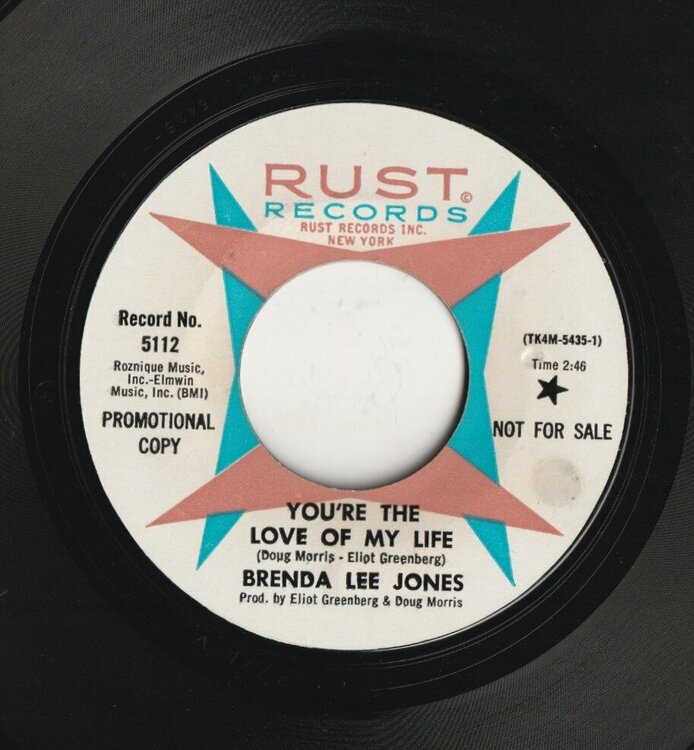 RUST©
RECORDS
RUST RECORDS INC.
NEW YORK
Record No.
5112
Roznique Music,
Inc.-Elmwin
Music, Inc. (BMI)
PROMOTIONAL
COPY
(TK4M-5435-1)
Time 2:46
NOT FOR SALE
YOU'RE THE
LOVE OF MY LIFE
(Doug Morris - Eliot Greenberg)
BRENDA LEE JONES
Prod. by Eliot Greenberg & Doug Morris